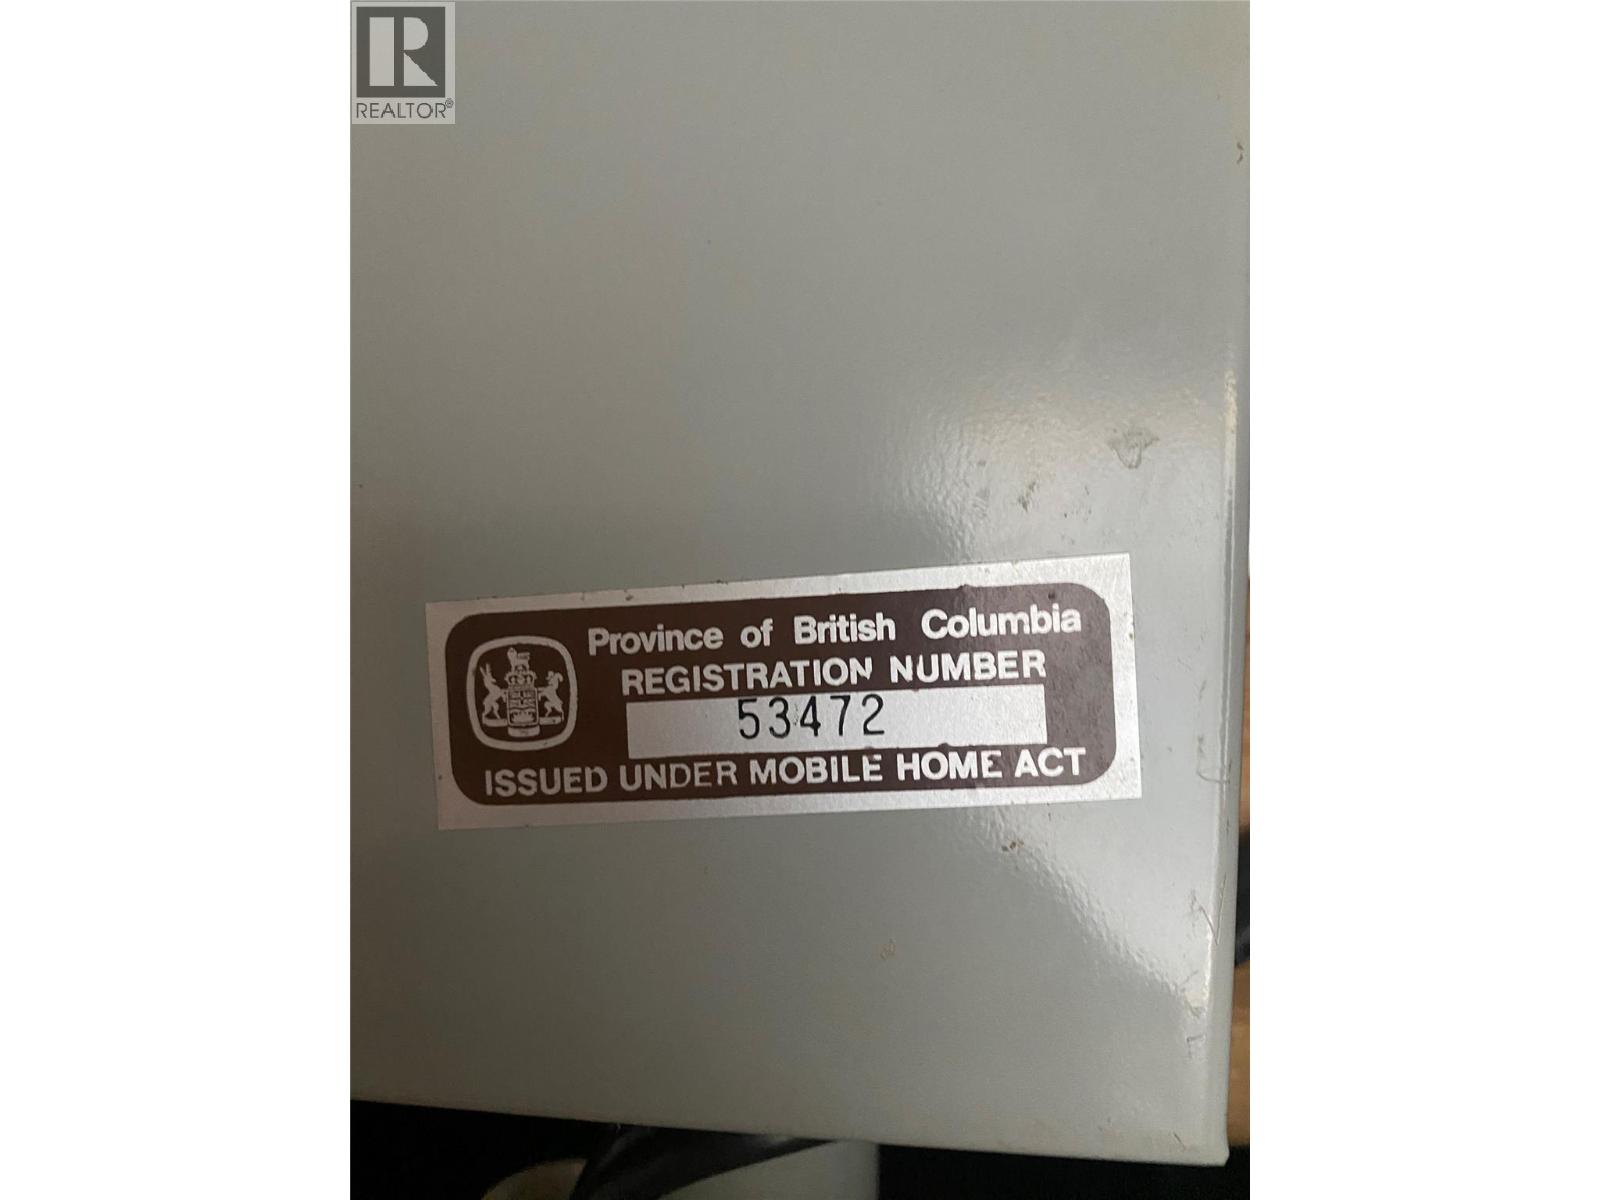 R
REALTOR®
Province of British Columbia
REGISTRATION NUMBER
53472
ISSUED UNDER MOBILE HOME ACT